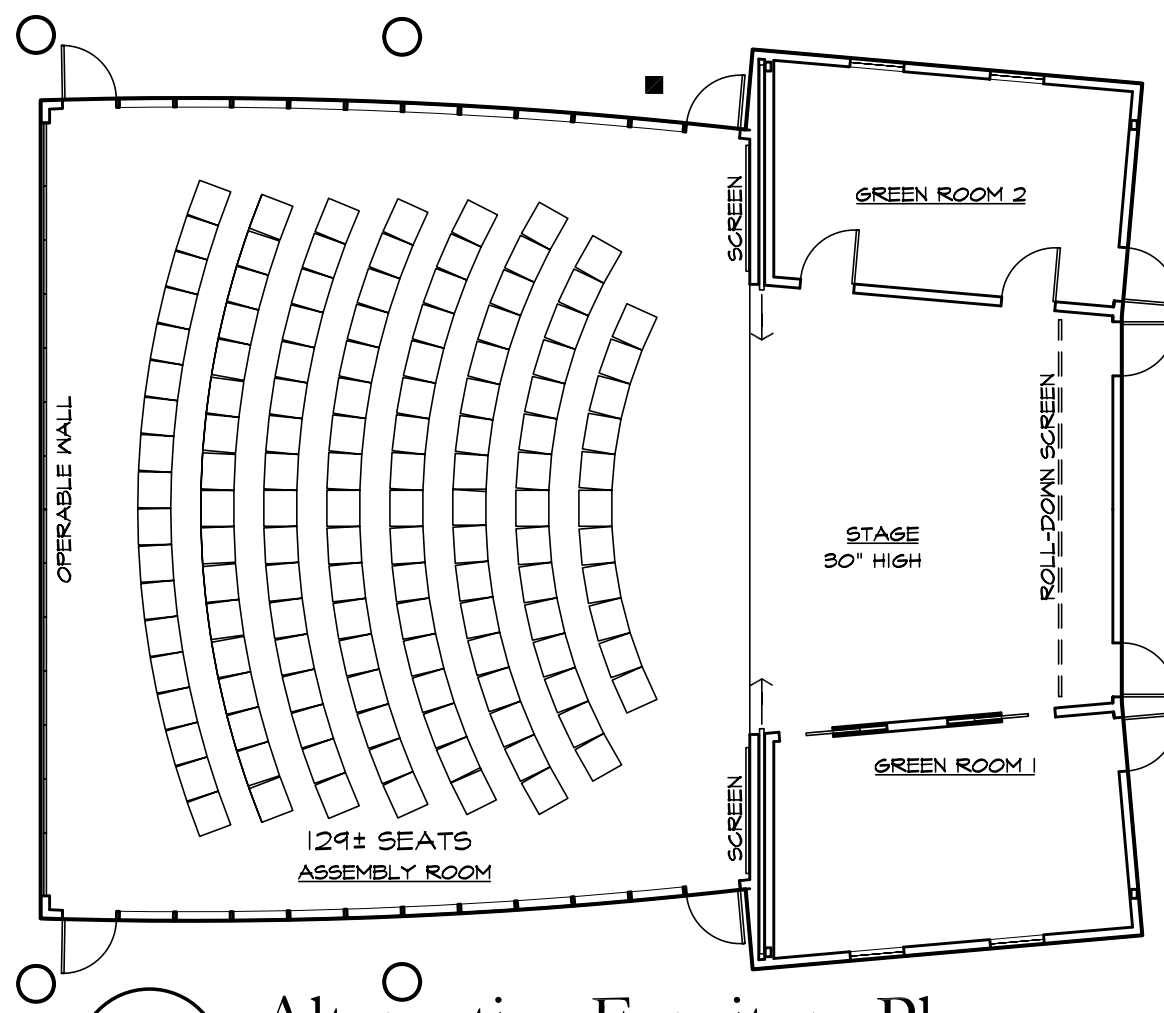 GREEN ROOM 2
SCREEN
OPERABLE WALL
ROLL-DOWN SCREEN
STAGE
30" HIGH
GREEN ROOM 1
SCREEN
129± SEATS
ASSEMBLY ROOM